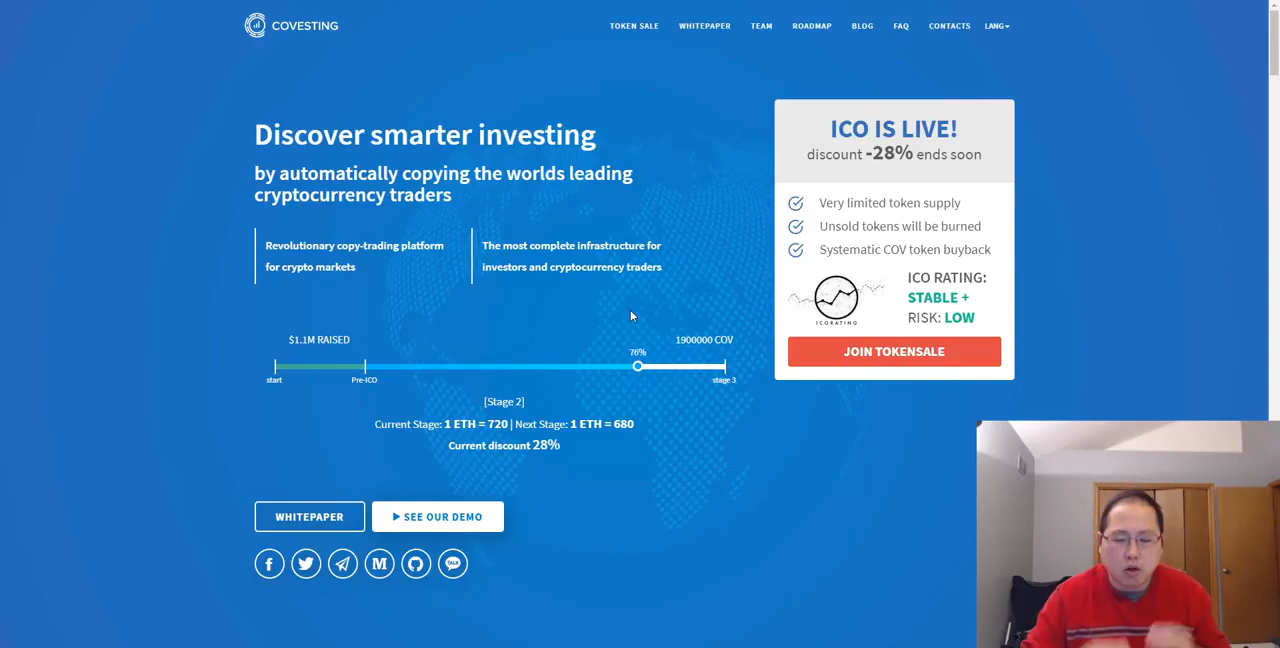 COVESTING
TOKEN SALE WHITEPAPER TEAM ROADMAP BLOG FAQ CONTACTS LANG
Discover smarter investing
by automatically copying the worlds leading
cryptocurrency traders
Revolutionary copy-trading platform
for crypto markets
The most complete infrastructure for
investors and cryptocurrency traders
$1.1M RAISED
1900000 COV
76%
start
Pre-ICO
stage 3
[Stage 2]
Current Stage: 1 ETH = 720 | Next Stage: 1 ETH = 680
Current discount 28%
WHITEPAPER
SEE OUR DEMO
f
M
TALK
ICO IS LIVE!
discount -28% ends soon
Very limited token supply
Unsold tokens will be burned
Systematic COV token buyback
ICORATING
ICO RATING:
STABLE +
RISK: LOW
JOIN TOKENSALE